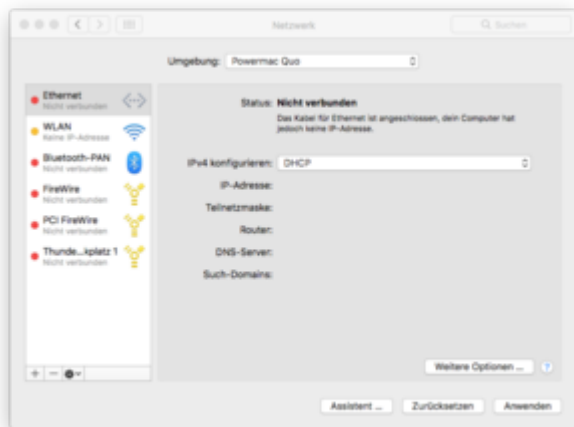 Netzwerk
Suchen
Umgebung: Powermac Quo
Ethernet
Nicht verbunden
WLAN
Keine IP-Adresse
Bluetooth-PAN
Nicht verbunden
FireWire
Nicht verbunden
PCI FireWire
Nicht verbunden
Thunde...kplatz 1
Nicht verbunden
Status: Nicht verbunden
Das Kabel für Ethernet ist angeschlossen, dein Computer hat
jedoch keine IP-Adresse.
IPv4 konfigurieren: DHCP
IP-Adresse:
Teilnetzmaske:
Router:
DNS-Server:
Such-Domains:
Weitere Optionen ...
?
Assistent ...
Zurücksetzen
Anwenden